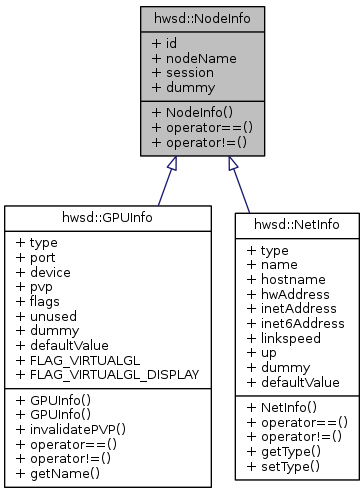 hwsd::NodeInfo
+ id
+ nodeName
+ session
+ dummy
+ NodeInfo()
+ operator==()
+ operator!=()
hwsd::GPUInfo
+ type
+ port
+ device
+ pvp
+ flags
+ unused
+ dummy
+ defaultValue
+ FLAG_VIRTUALGL
+ FLAG_VIRTUALGL_DISPLAY
+ GPUInfo()
+ GPUInfo()
+ invalidatePVP()
+ operator==()
+ operator!=()
+ getName()
hwsd::NetInfo
+ type
+ name
+ hostname
+ hwAddress
+ inetAddress
+ inet6Address
+ linkspeed
+ up
+ dummy
+ defaultValue
+ NetInfo()
+ operator==()
+ operator!=()
+ getType()
+ setType()